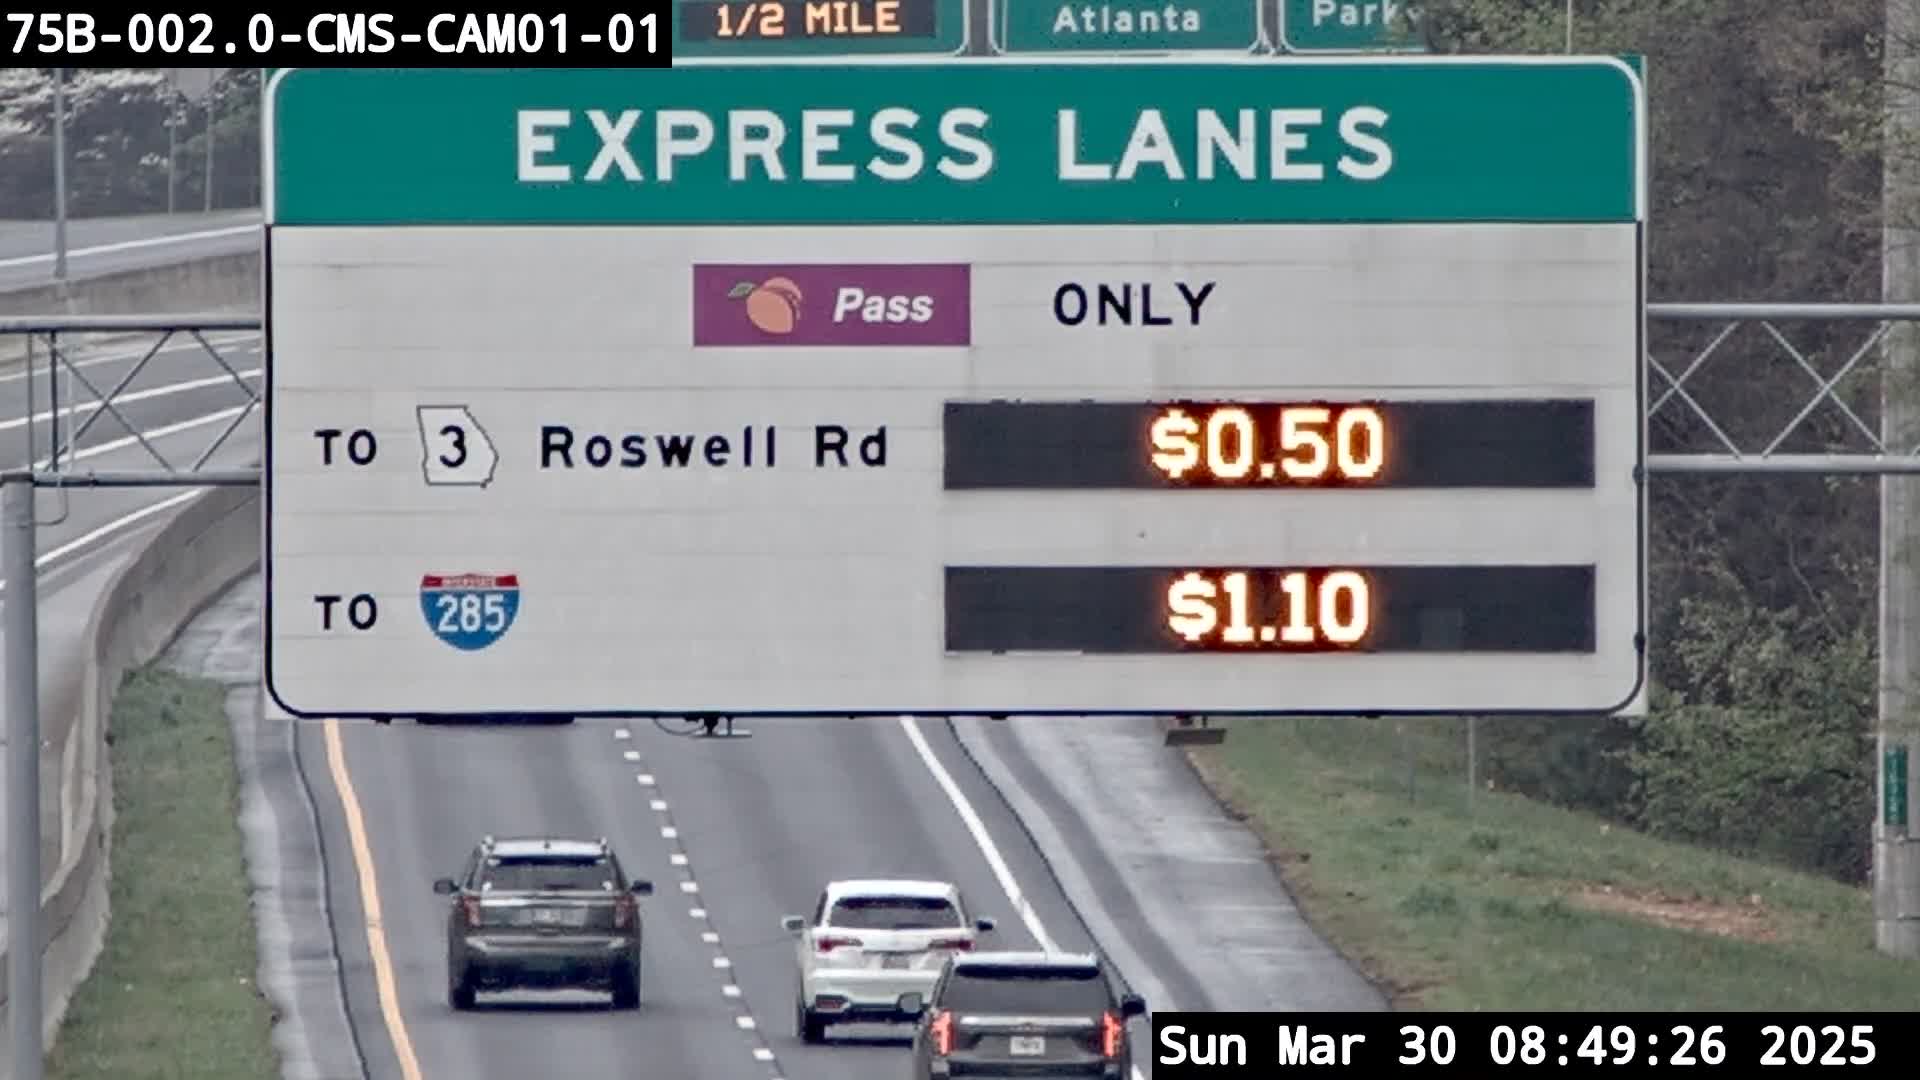 75B-002.0-CMS-CAM01-01
1/2 MILE
Atlanta
EXPRESS LANES
Pass ONLY
TO 3 Roswell Rd $0.50
TO INTERSTATE 285 $1.10
Sun Mar 30 08:49:26 2025